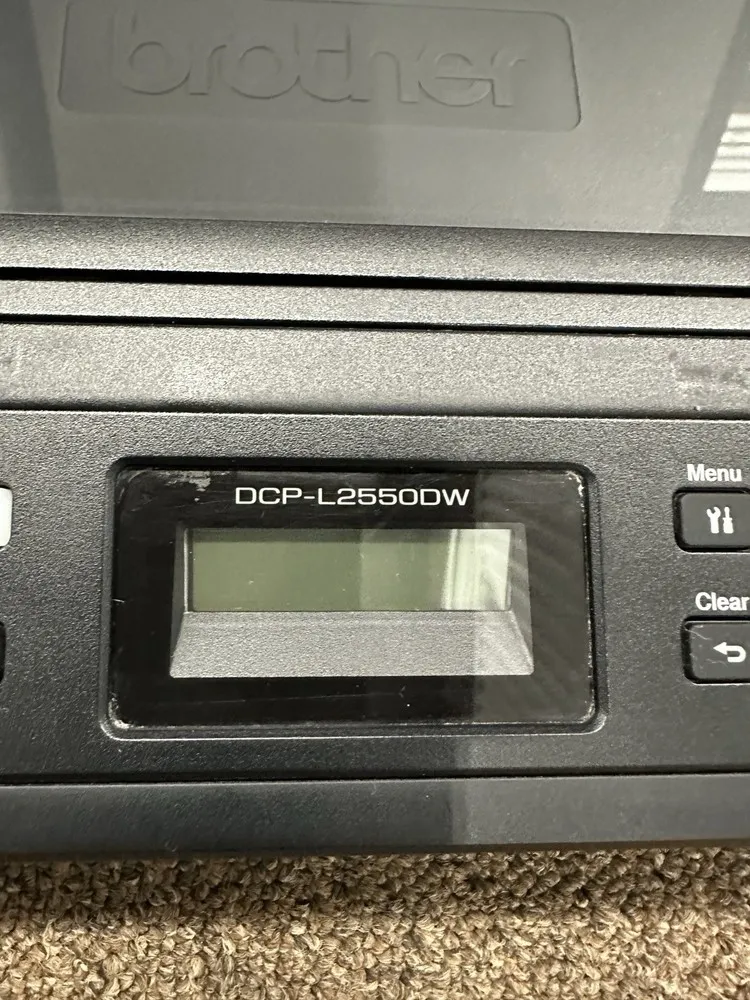 brother
DCP-L2550DW
Menu
Clear